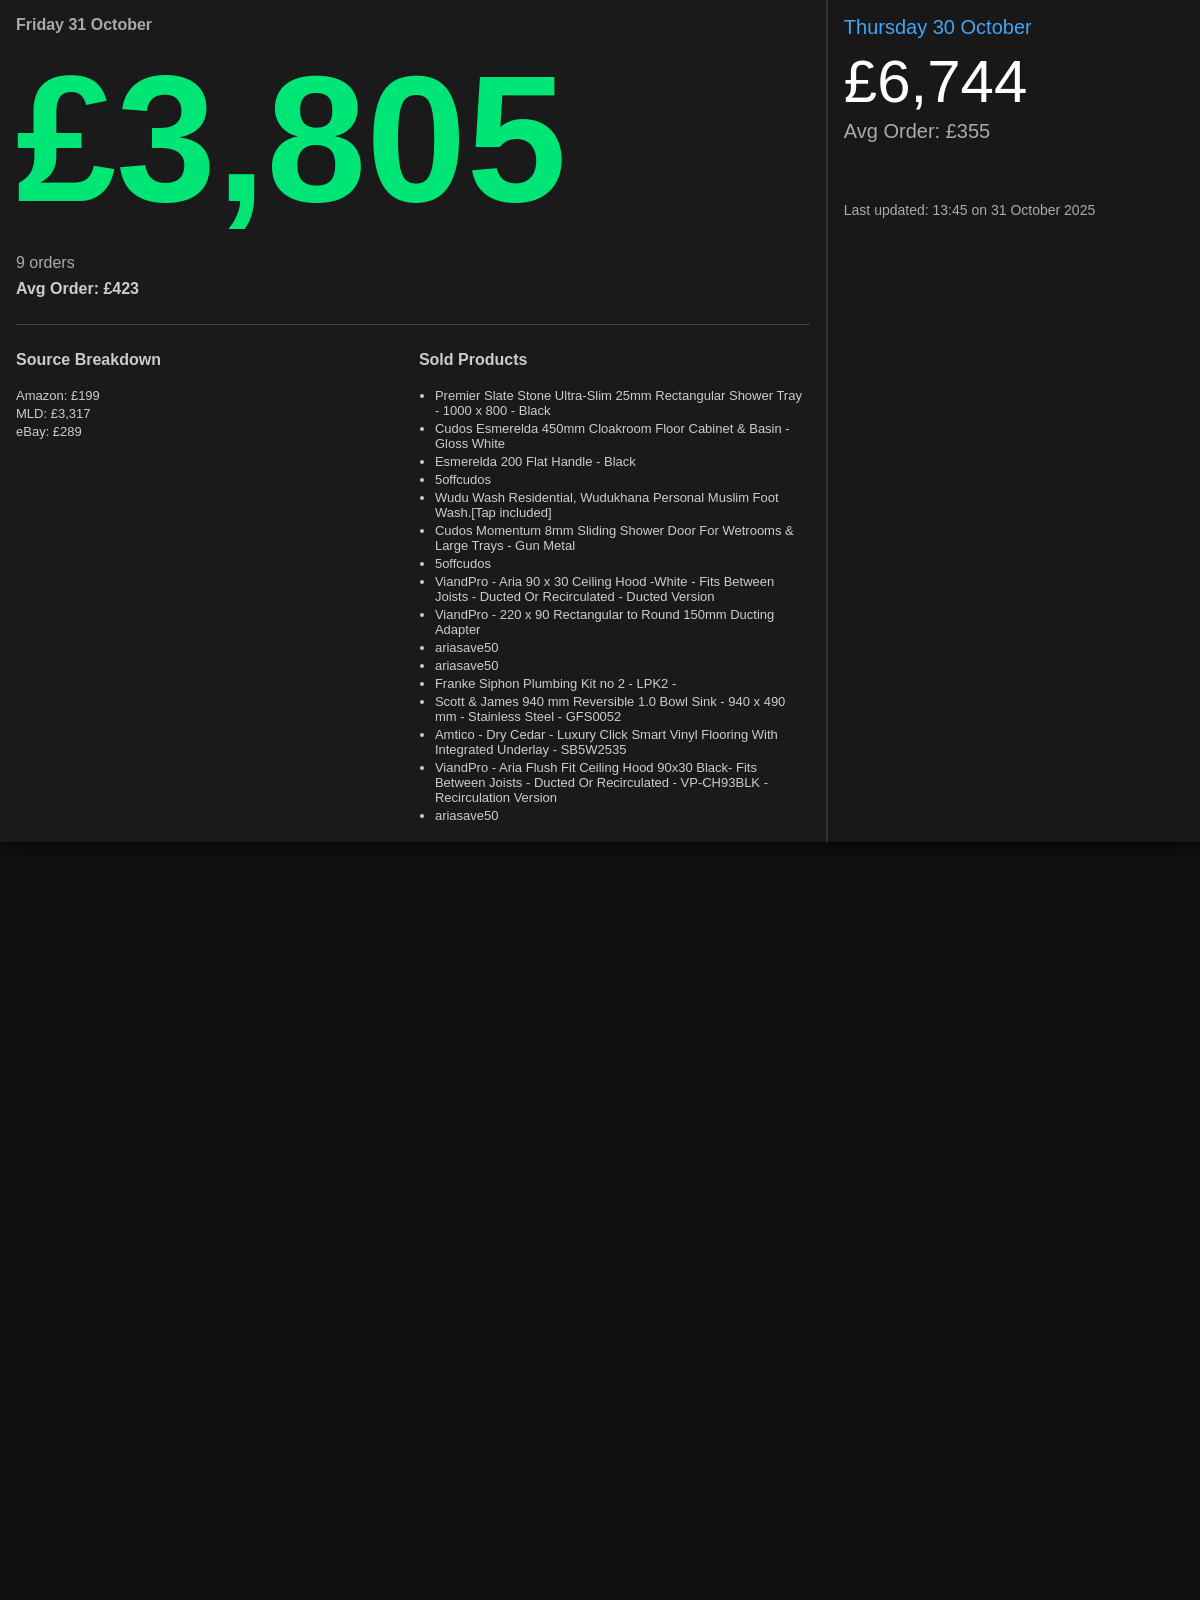 Friday 31 October
£3,805
9 orders
Avg Order: £423
Source Breakdown
Amazon: £199
MLD: £3,317
eBay: £289
Sold Products
Premier Slate Stone Ultra-Slim 25mm Rectangular Shower Tray
- 1000 x 800 - Black
Cudos Esmerelda 450mm Cloakroom Floor Cabinet & Basin -
Gloss White
Esmerelda 200 Flat Handle - Black
5offcudos
Wudu Wash Residential, Wudukhana Personal Muslim Foot
Wash.[Tap included]
Cudos Momentum 8mm Sliding Shower Door For Wetrooms &
Large Trays - Gun Metal
5offcudos
ViandPro - Aria 90 x 30 Ceiling Hood -White - Fits Between
Joists - Ducted Or Recirculated - Ducted Version
ViandPro - 220 x 90 Rectangular to Round 150mm Ducting
Adapter
ariasave50
ariasave50
Franke Siphon Plumbing Kit no 2 - LPK2 -
Scott & James 940 mm Reversible 1.0 Bowl Sink - 940 x 490
mm - Stainless Steel - GFS0052
Amtico - Dry Cedar - Luxury Click Smart Vinyl Flooring With
Integrated Underlay - SB5W2535
ViandPro - Aria Flush Fit Ceiling Hood 90x30 Black- Fits
Between Joists - Ducted Or Recirculated - VP-CH93BLK -
Recirculation Version
ariasave50
Thursday 30 October
£6,744
Avg Order: £355
Last updated: 13:45 on 31 October 2025